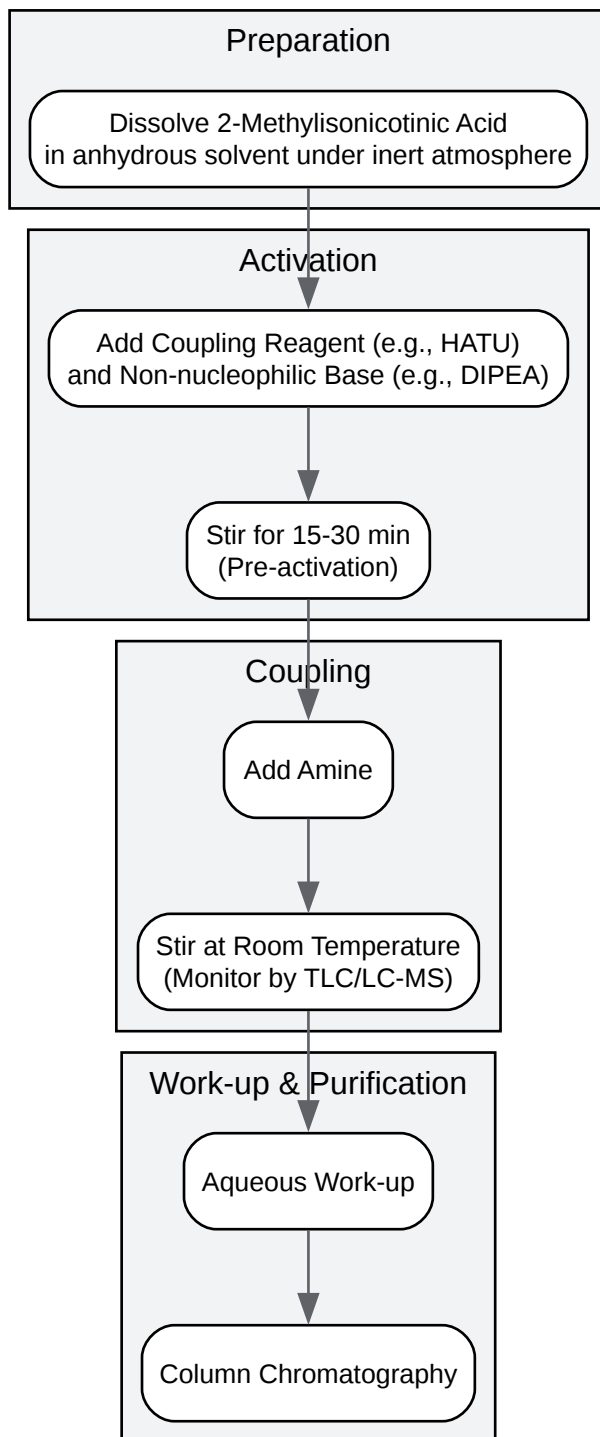 Preparation
Dissolve 2-Methylisonicotinic Acid
in anhydrous solvent under inert atmosphere
Activation
Add Coupling Reagent (e.g., HATU)
and Non-nucleophilic Base (e.g., DIPEA)
Stir for 15-30 min
(Pre-activation)
Coupling
Add Amine
Stir at Room Temperature
(Monitor by TLC/LC-MS)
Work-up & Purification
Aqueous Work-up
Column Chromatography